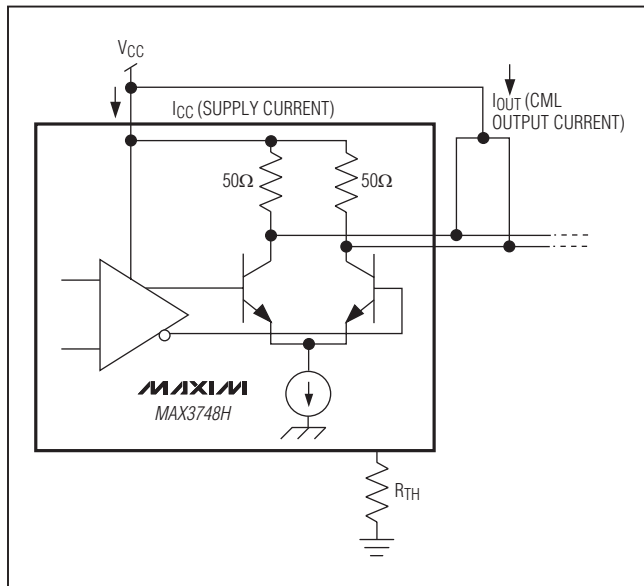 VCC
ICC (SUPPLY CURRENT)
IOUT (CML
OUTPUT CURRENT)
50Ω
50Ω
MAXIM
MAX3748H
RTH